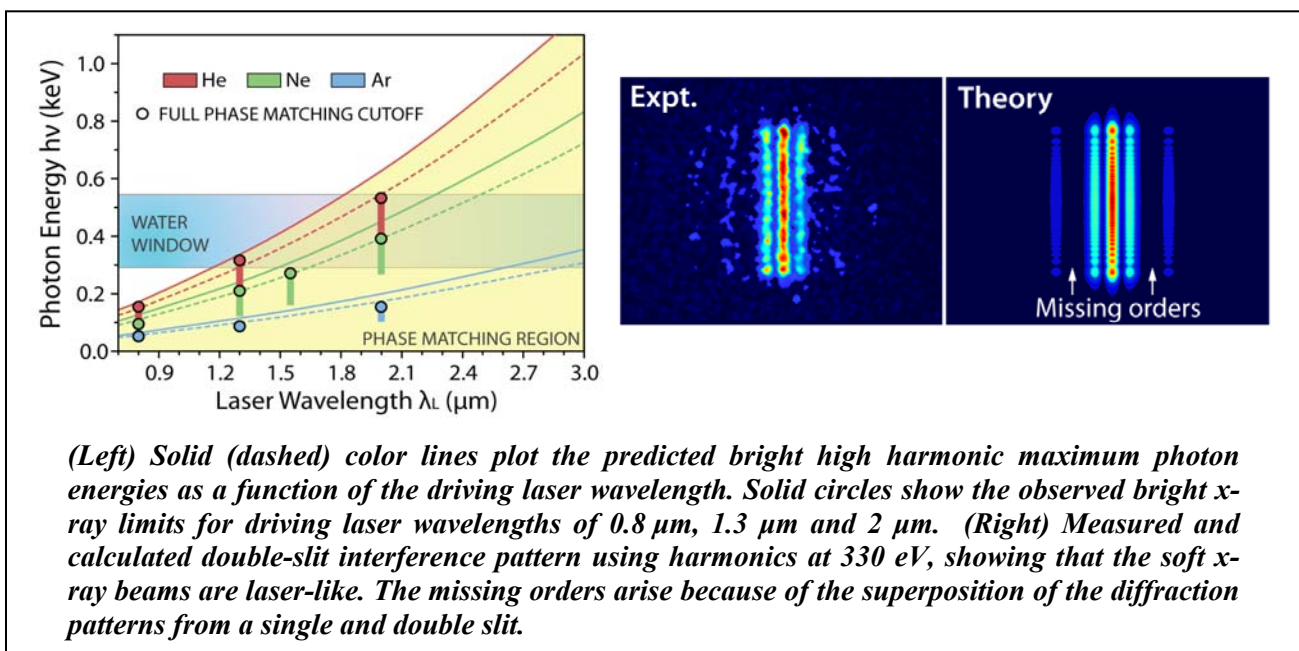 1.0
0.8
0.6
0.4
0.2
0.0
Photon Energy hν (keV)
He Ne Ar
FULL PHASE MATCHING CUTOFF
WATER
WINDOW
PHASE MATCHING REGION
0.9 1.2 1.5 1.8 2.1 2.4 2.7 3.0
Laser Wavelength λL (μm)
Expt.
Theory
Missing orders
(Left) Solid (dashed) color lines plot the predicted bright high harmonic maximum photon
energies as a function of the driving laser wavelength. Solid circles show the observed bright x-
ray limits for driving laser wavelengths of 0.8 μm, 1.3 μm and 2 μm. (Right) Measured and
calculated double-slit interference pattern using harmonics at 330 eV, showing that the soft x-
ray beams are laser-like. The missing orders arise because of the superposition of the diffraction
patterns from a single and double slit.